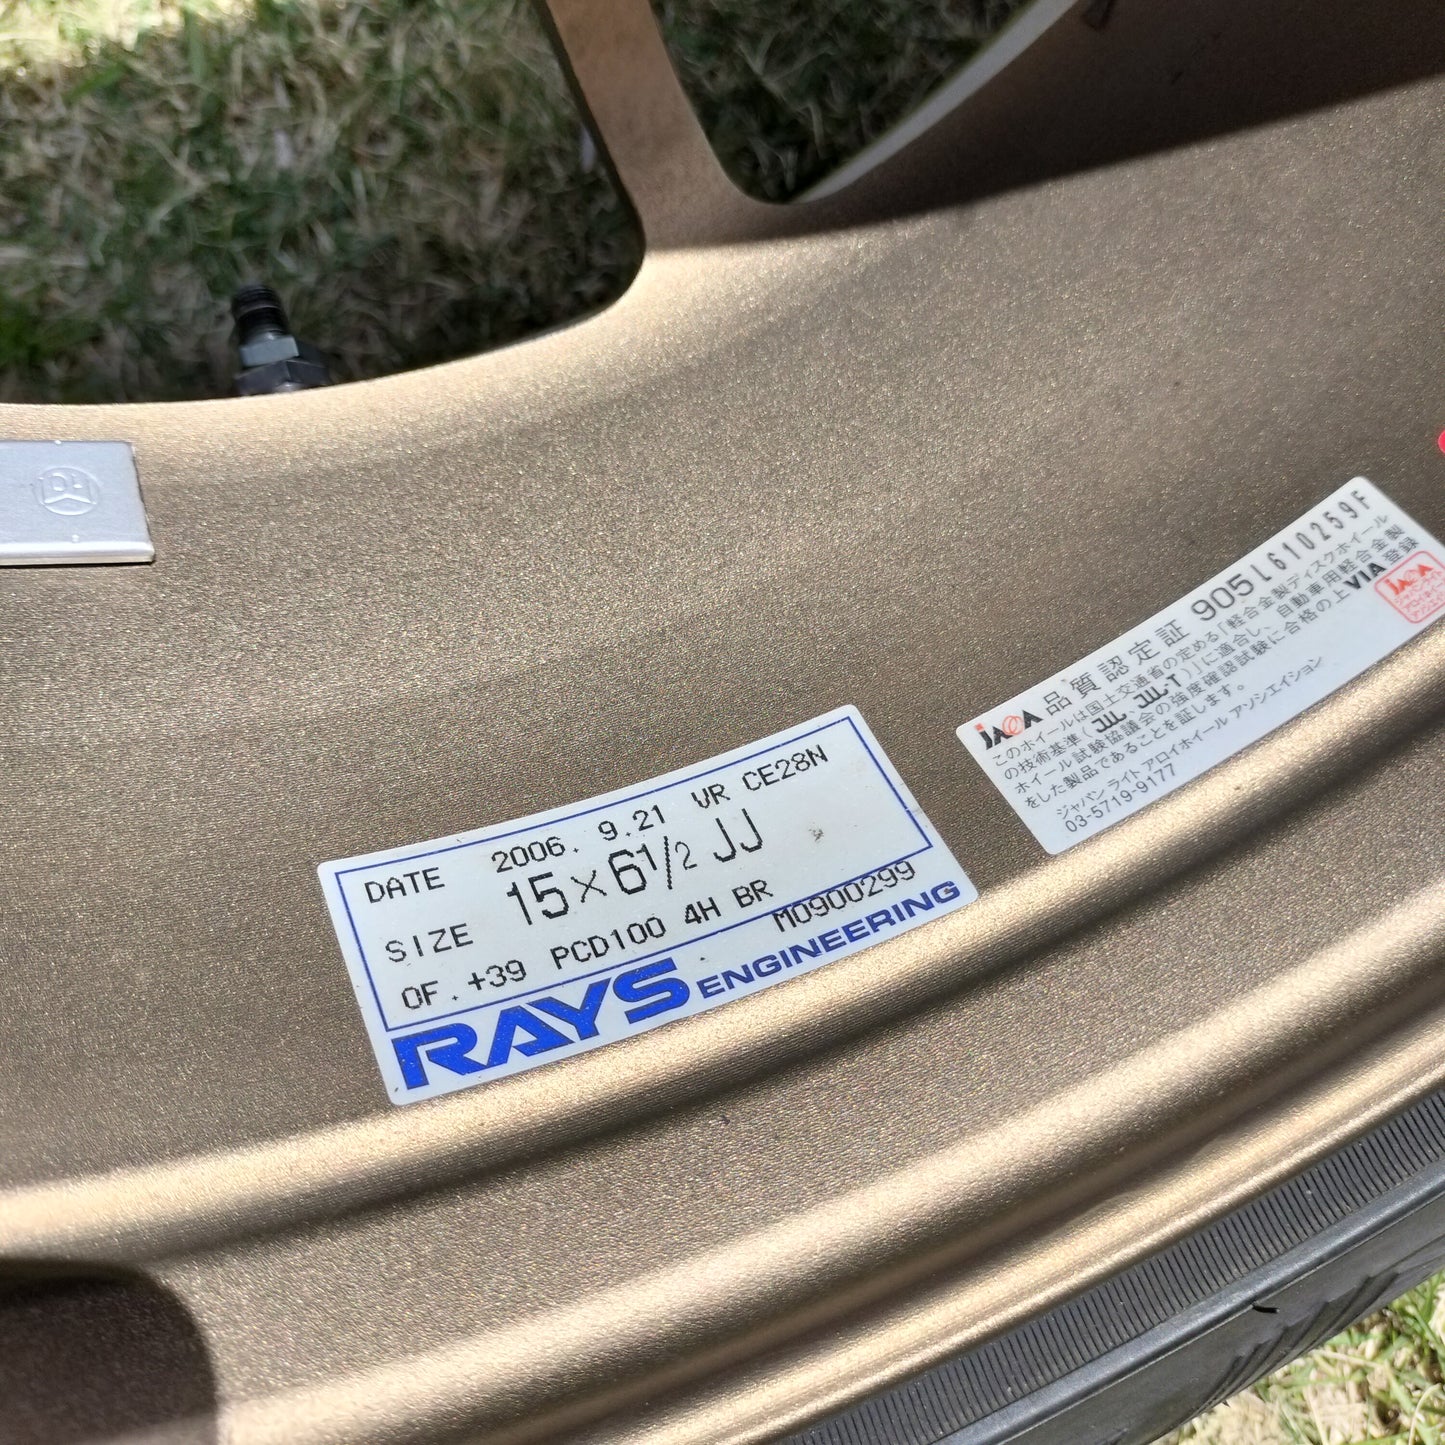 DATE 2006. 9.21 VR CE28N
SIZE 15×6 1/2 JJ
OF. +39 PCD100 4H BR
M0900299
RAYS ENGINEERING
JAWA 品質認定証 905L610259F
このホイールは国土交通省の定める「軽合金製ディスクホイール
の技術基準(JWL, JWL-T)」に適合し、自動車用軽合金製
ホイール試験協議会の強度確認試験に合格の上VIA登録
をした製品であることを証します。
ジャパン ライト アロイホイール アソシエイション
03-5719-9177